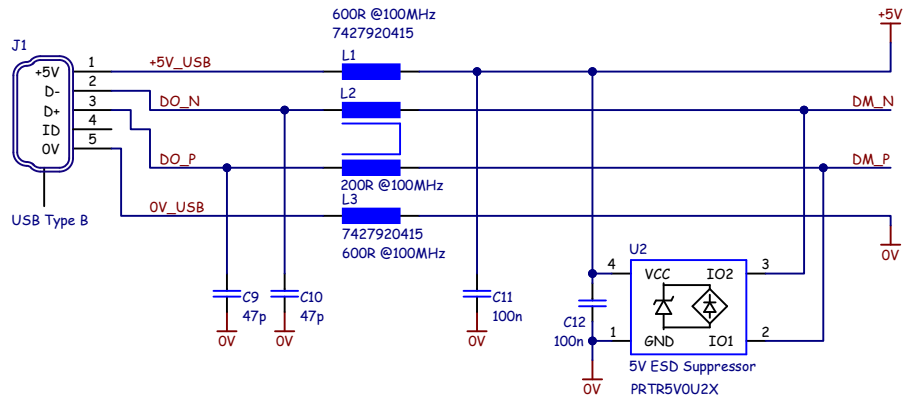 600R @100MHz
7427920415
+5V
J1
L1
+5V_USB
1
+5V
2
D-
DO_N
L2
DM_N
3
D+
4
ID
5
0V
DO_P
DM_P
200R @100MHz
L3
0V_USB
USB Type B
7427920415
600R @100MHz
0V
U2
4
VCC
IO2
3
C9
47p
C10
47p
C11
100n
C12
100n
1
GND
IO1
2
0V
0V
0V
0V
5V ESD Suppressor
PRTR5V0U2X